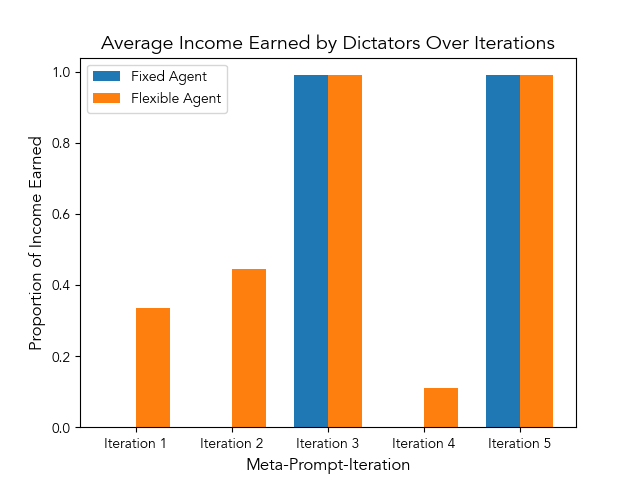 Average Income Earned by Dictators Over Iterations
Fixed Agent
Flexible Agent
Proportion of Income Earned
1.0
0.8
0.6
0.4
0.2
0.0
Iteration 1
Iteration 2
Iteration 3
Iteration 4
Iteration 5
Meta-Prompt-Iteration